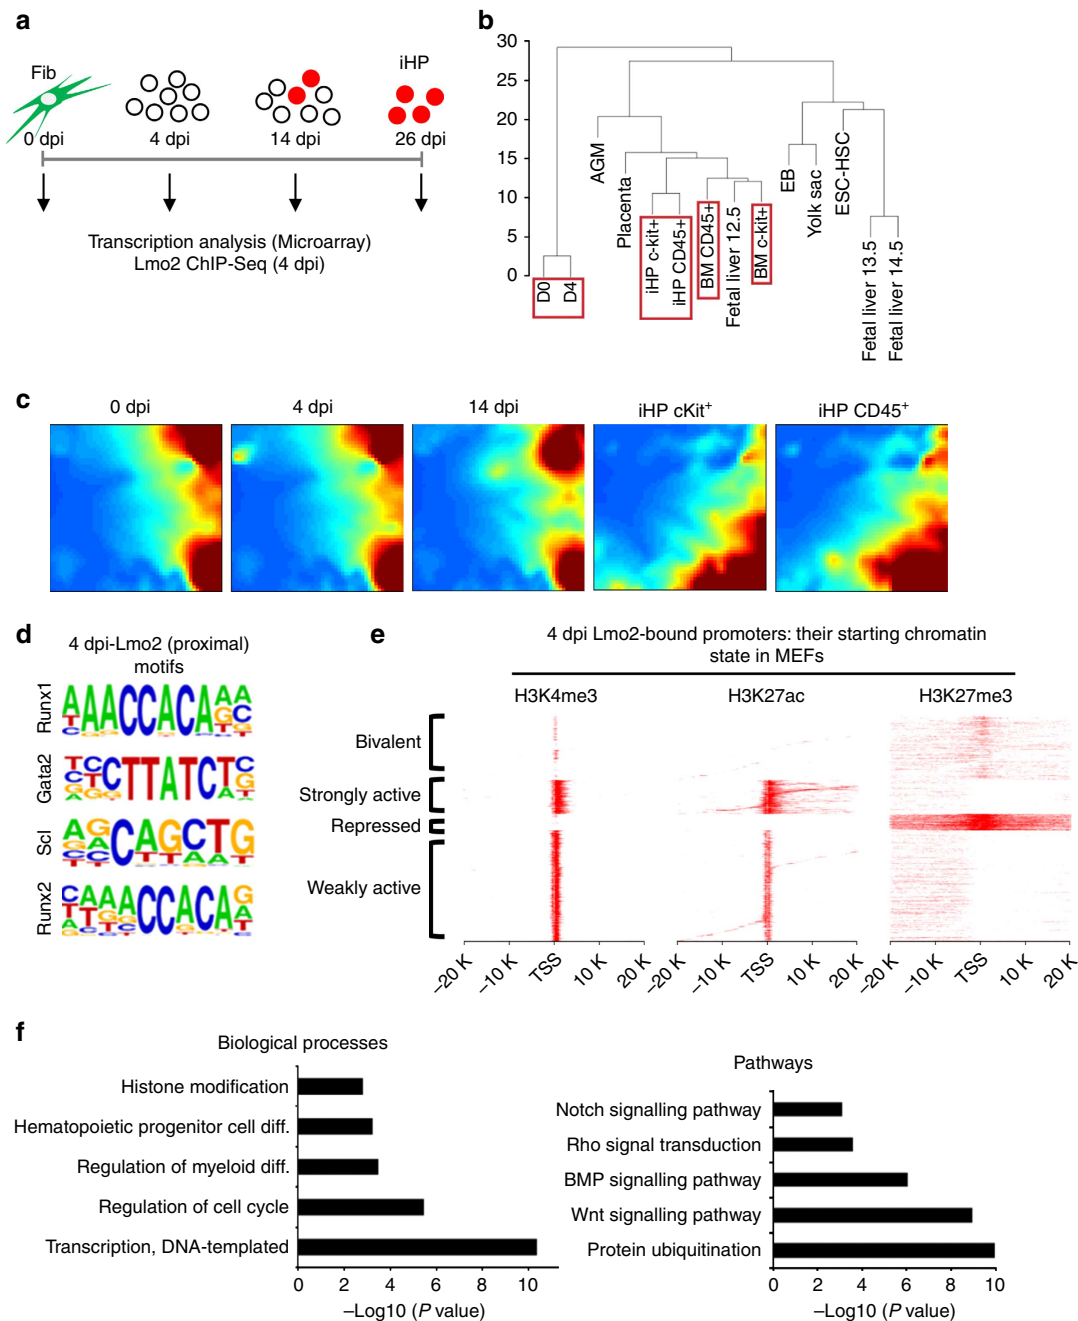 a
Fib
iHP
0 dpi
4 dpi
14 dpi
26 dpi
Transcription analysis (Microarray)
Lmo2 ChIP-Seq (4 dpi)
b
30
25
20
15
10
5
0
D0
D4
AGM
Placenta
iHP c-kit+
iHP CD45+
BM CD45+
Fetal liver 12.5
BM c-kit+
EB
Yolk sac
ESC-HSC
Fetal liver 13.5
Fetal liver 14.5
c
0 dpi
4 dpi
14 dpi
iHP cKit⁺
iHP CD45⁺
d
4 dpi-Lmo2 (proximal)
motifs
Runx1
Gata2
Scl
Runx2
e
4 dpi Lmo2-bound promoters: their starting chromatin
state in MEFs
H3K4me3
H3K27ac
H3K27me3
Bivalent
Strongly active
Repressed
Weakly active
–20 K
–10 K
TSS
10 K
20 K
–20 K
–10 K
TSS
10 K
20 K
–20 K
–10 K
TSS
10 K
20 K
f
Biological processes
Histone modification
Hematopoietic progenitor cell diff.
Regulation of myeloid diff.
Regulation of cell cycle
Transcription, DNA-templated
0 2 4 6 8 10
–Log10 (P value)
Pathways
Notch signalling pathway
Rho signal transduction
BMP signalling pathway
Wnt signalling pathway
Protein ubiquitination
0 2 4 6 8 10
–Log10 (P value)